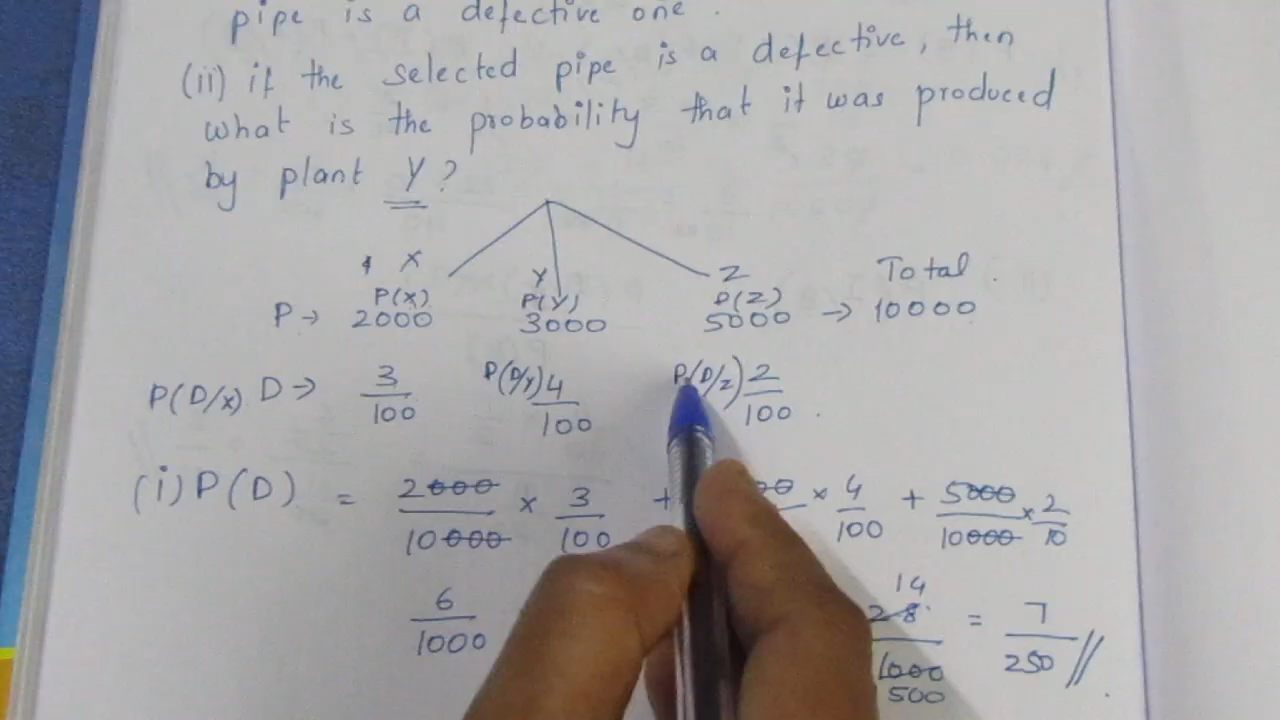 pipe is a defective one.
(ii) if the selected pipe is a defective, then
what is the probability that it was produced
by plant Y?
X Y Z Total.
P(X) P(Y) P(Z)
P → 2000 3000 5000 → 10000
P(D/X) D → 3/100 P(D/Y) 4/100 P(D/Z) 2/100.
(i) P(D) = 2000/10000 × 3/100 + × 4/100 + 5000/10000 × 2/10
6/1000 14 28/1000 500 = 7/250 //